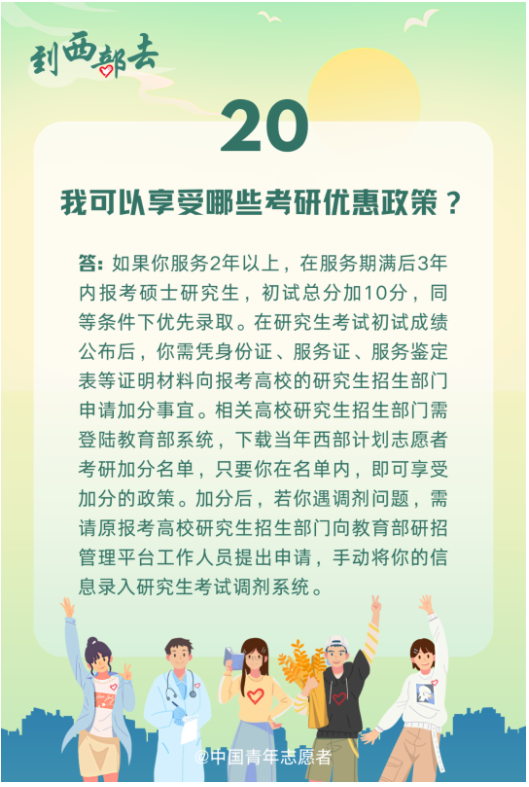 到西部去
20
我可以享受哪些考研优惠政策？
答：如果你服务2年以上，在服务期满后3年
内报考硕士研究生，初试总分加10分，同
等条件下优先录取。在研究生考试初试成绩
公布后，你需凭身份证、服务证、服务鉴定
表等证明材料向报考高校的研究生招生部门
申请加分事宜。相关高校研究生招生部门需
登陆教育部系统，下载当年西部计划志愿者
考研加分名单，只要你在名单内，即可享受
加分的政策。加分后，若你遇调剂问题，需
请原报考高校研究生招生部门向教育部研招
管理平台工作人员提出申请，手动将你的信
息录入研究生考试调剂系统。
@中国青年志愿者